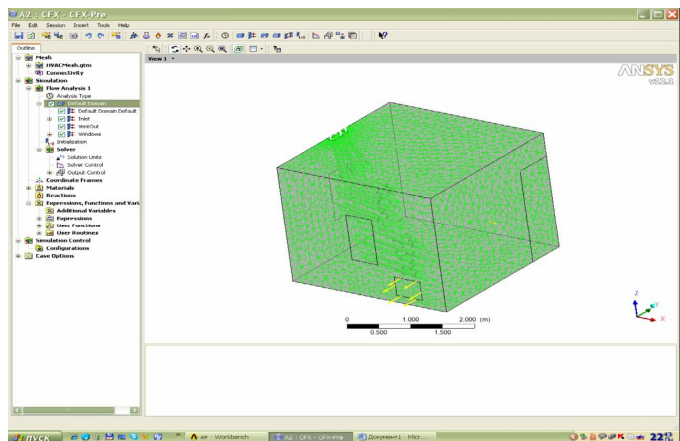 A2 : CFX - CFX-Pre
File Edit Session Insert Tools Help
Outline
View 1
Mesh
HVACMesh.gtm
Connectivity
Simulation
Flow Analysis 1
Analysis Type
Default Domain
Default Domain Default
Inlet
VentOut
Windows
Initialization
Solver
Solution Units
Solver Control
Output Control
Coordinate Frames
Materials
Reactions
Expressions, Functions and Vari
Additional Variables
Expressions
User Functions
User Routines
Simulation Control
Configurations
Case Options
ANSYS
v12.1
0 1.000 2.000 (m)
0.500 1.500
Z
Y
X
пуск
air - Workbench
A2 : CFX - CFX-Pre
Документ1 - Micr...